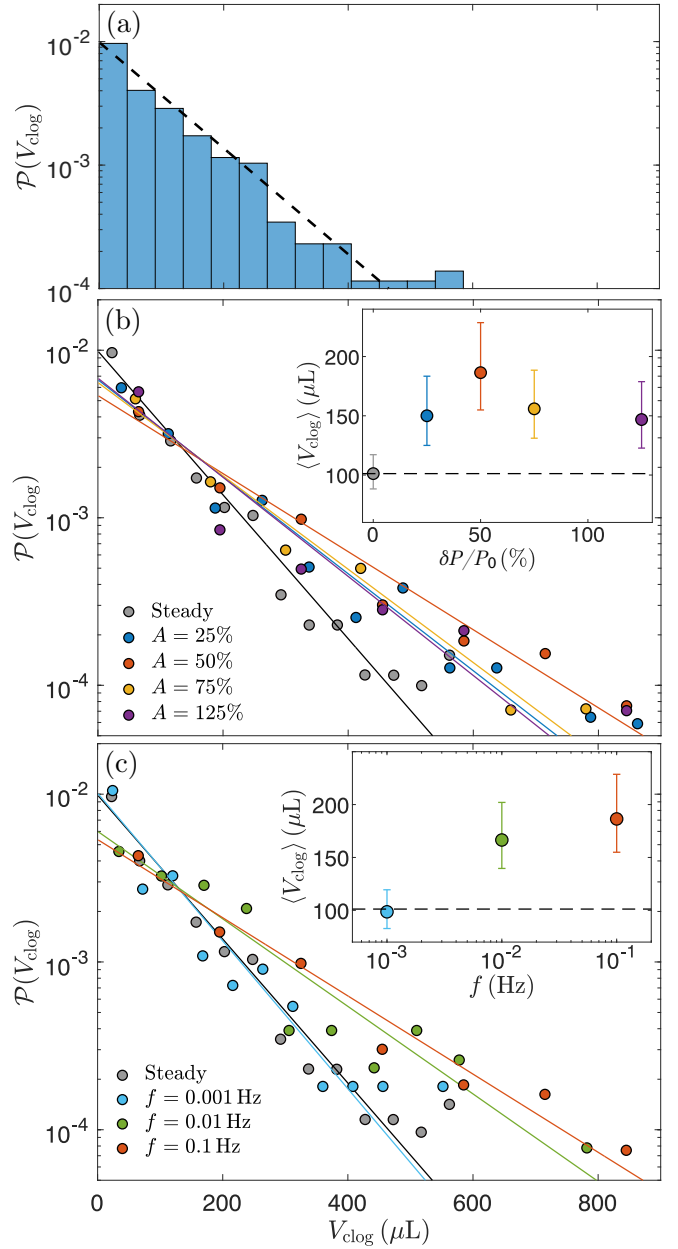 (a)
10⁻²
10⁻³
10⁻⁴
𝒫(V_clog)
(b)
10⁻²
10⁻³
10⁻⁴
𝒫(V_clog)
200
150
100
⟨V_clog⟩ (μL)
0 50 100
δP/P₀ (%)
Steady
A = 25%
A = 50%
A = 75%
A = 125%
(c)
10⁻²
10⁻³
10⁻⁴
𝒫(V_clog)
200
150
100
⟨V_clog⟩ (μL)
10⁻³ 10⁻² 10⁻¹
f (Hz)
Steady
f = 0.001 Hz
f = 0.01 Hz
f = 0.1 Hz
0 200 400 600 800
V_clog (μL)